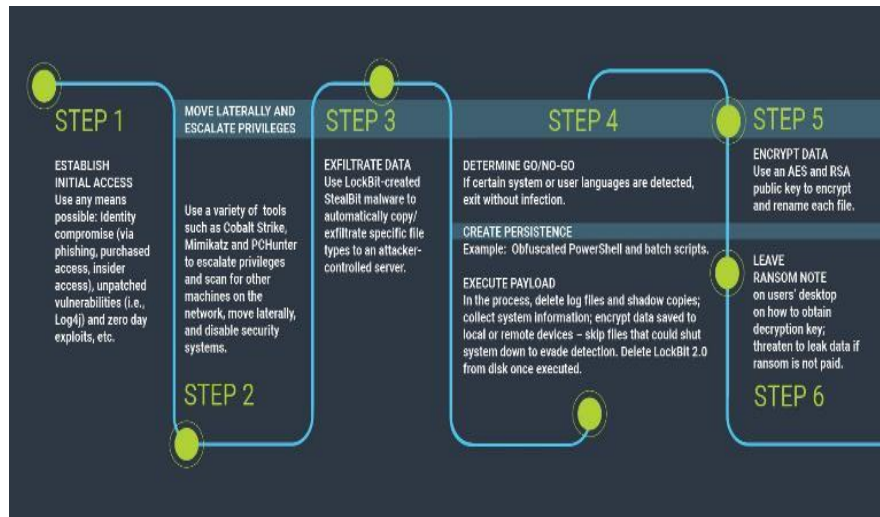 STEP 1
ESTABLISH
INITIAL ACCESS
Use any means
possible: Identity
compromise (via
phishing, purchased
access, insider
access), unpatched
vulnerabilities (i.e.,
Log4j) and zero day
exploits, etc.
MOVE LATERALLY AND
ESCALATE PRIVILEGES
Use a variety of tools
such as Cobalt Strike,
Mimikatz and PCHunter
to escalate privileges
and scan for other
machines on the
network, move laterally,
and disable security
systems.
STEP 2
STEP 3
EXFILTRATE DATA
Use LockBit-created
StealBit malware to
automatically copy/
exfiltrate specific file
types to an attacker-
controlled server.
STEP 4
DETERMINE GO/NO-GO
If certain system or user languages are detected,
exit without infection.
CREATE PERSISTENCE
Example: Obfuscated PowerShell and batch scripts.
EXECUTE PAYLOAD
In the process, delete log files and shadow copies;
collect system information; encrypt data saved to
local or remote devices – skip files that could shut
system down to evade detection. Delete LockBit 2.0
from disk once executed.
STEP 5
ENCRYPT DATA
Use an AES and RSA
public key to encrypt
and rename each file.
LEAVE
RANSOM NOTE
on users' desktop
on how to obtain
decryption key;
threaten to leak data if
ransom is not paid.
STEP 6